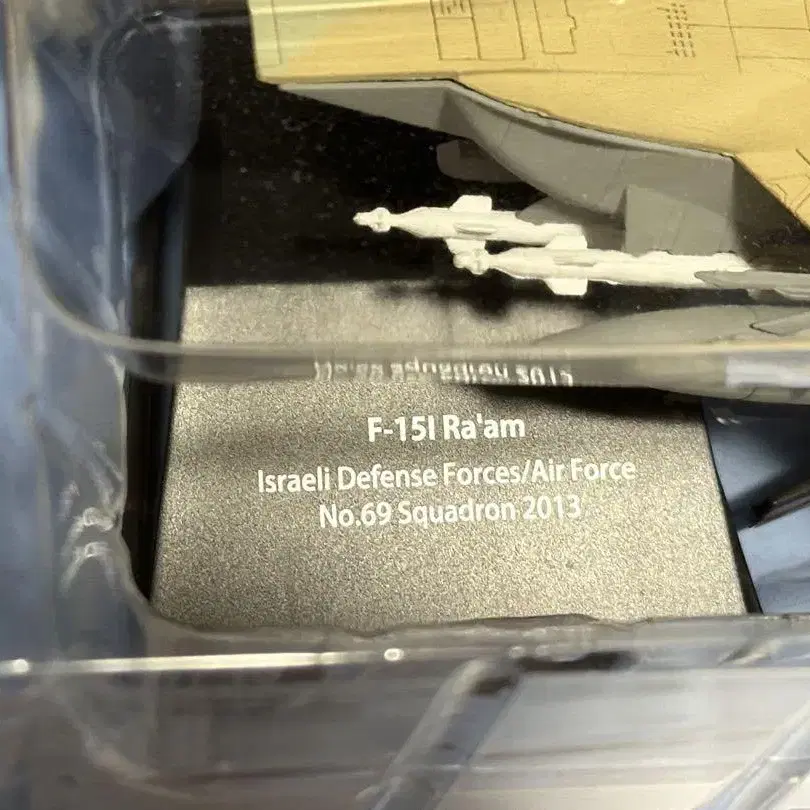 F-15I Ra'am
Israeli Defense Forces/Air Force
No.69 Squadron 2013